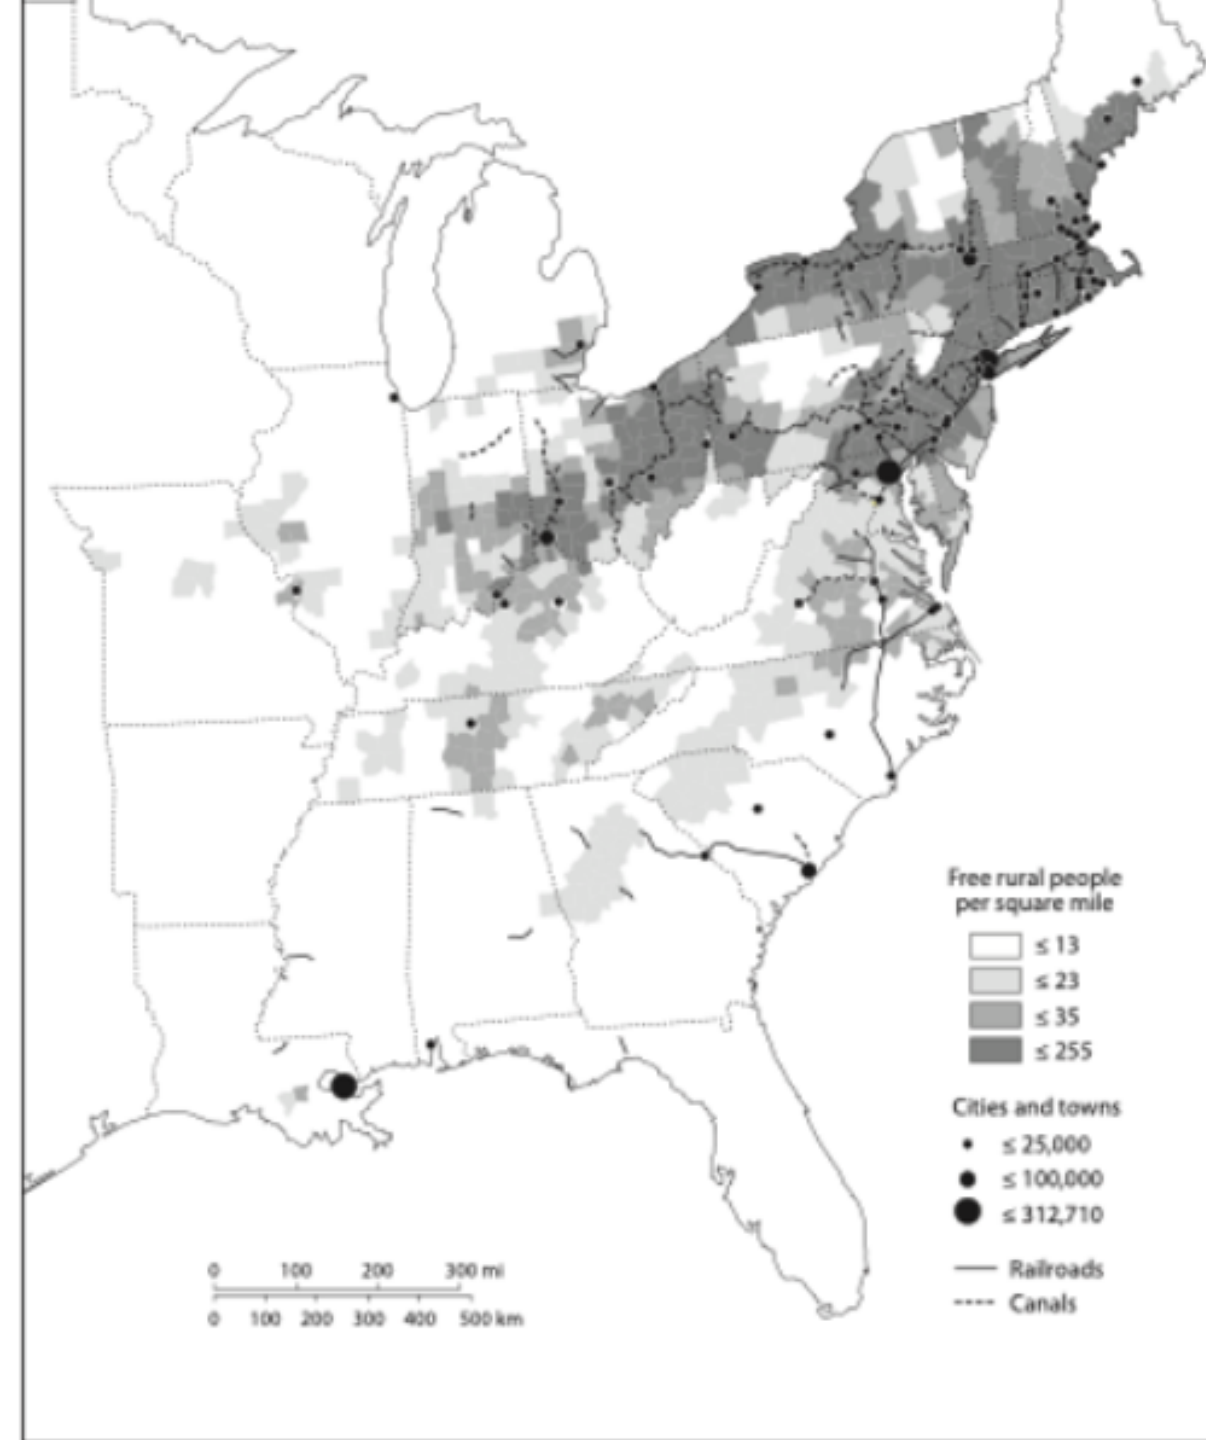 Free rural people
per square mile
≤ 13
≤ 23
≤ 35
≤ 255
Cities and towns
≤ 25,000
≤ 100,000
≤ 312,710
Railroads
Canals
0 100 200 300 mi
0 100 200 300 400 500 km